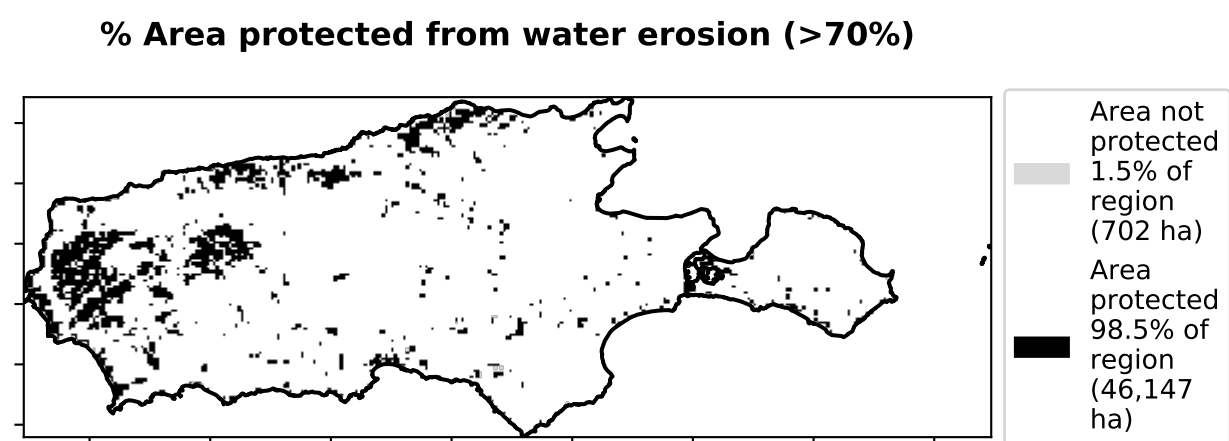 % Area protected from water erosion (>70%)
Area not
protected
1.5% of
region
(702 ha)
Area
protected
98.5% of
region
(46,147
ha)